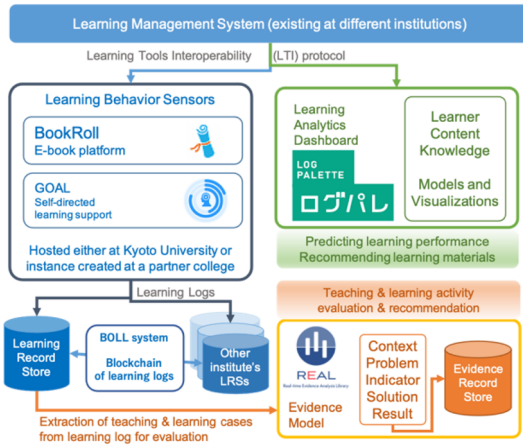 Learning Management System (existing at different institutions)
Learning Tools Interoperability (LTI) protocol
Learning Behavior Sensors
BookRoll
E-book platform
GOAL
Self-directed
learning support
Hosted either at Kyoto University or
instance created at a partner college
Learning
Analytics
Dashboard
LOG
PALETTE
ログパレ
Learner
Content
Knowledge
Models and
Visualizations
Predicting learning performance
Recommending learning materials
Learning Logs
Learning
Record
Store
BOLL system
Blockchain
of learning logs
Other
institute's
LRSs
Teaching & learning activity
evaluation & recommendation
REAL
Real-time Evidence Analysis Library
Evidence
Model
Context
Problem
Indicator
Solution
Result
Evidence
Record
Store
Extraction of teaching & learning cases
from learning log for evaluation